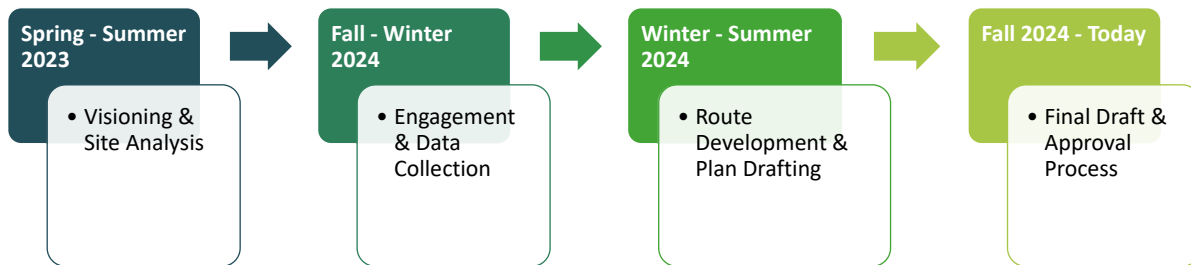 Spring - Summer
2023
• Visioning &
Site Analysis
Fall - Winter
2024
• Engagement
& Data
Collection
Winter - Summer
2024
• Route
Development &
Plan Drafting
Fall 2024 - Today
• Final Draft &
Approval
Process